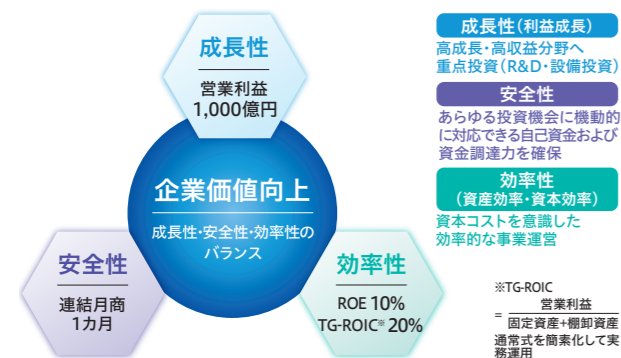 成長性
営業利益
1,000億円
企業価値向上
成長性・安全性・効率性の
バランス
安全性
連結月商
1カ月
効率性
ROE 10%
TG-ROIC※ 20%
成長性(利益成長)
高成長・高収益分野へ
重点投資(R&D・設備投資)
安全性
あらゆる投資機会に機動的
に対応できる自己資金および
資金調達力を確保
効率性
(資産効率・資本効率)
資本コストを意識した
効率的な事業運営
※TG-ROIC
= 営業利益
固定資産+棚卸資産
通常式を簡素化して実
務運用